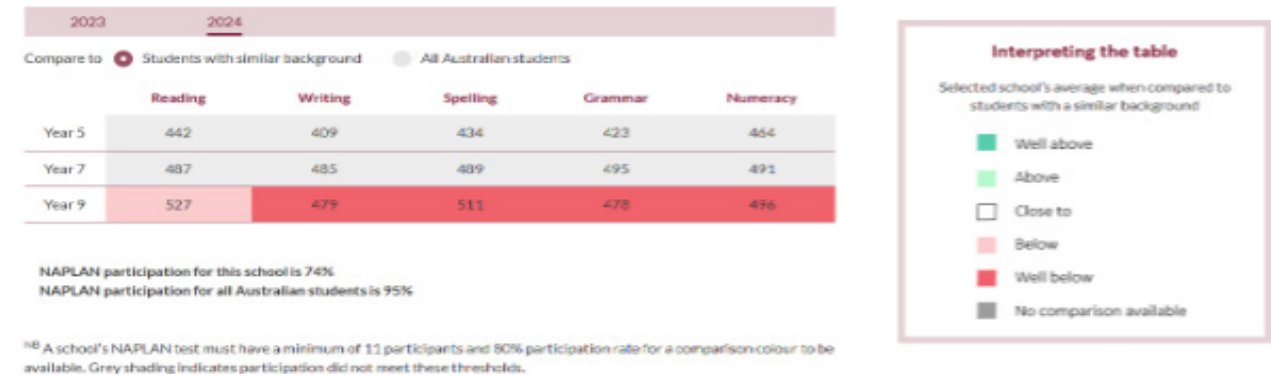 2023 2024
Compare to Students with similar background All Australian students
Reading Writing Spelling Grammar Numeracy
Year 5 442 409 434 423 464
Year 7 487 485 489 495 491
Year 9 527 479 511 478 496
NAPLAN participation for this school is 74%
NAPLAN participation for all Australian students is 95%
NB A school's NAPLAN test must have a minimum of 11 participants and 80% participation rate for a comparison colour to be
available. Grey shading indicates participation did not meet these thresholds.
Interpreting the table
Selected school's average when compared to
students with a similar background
Well above
Above
Close to
Below
Well below
No comparison available